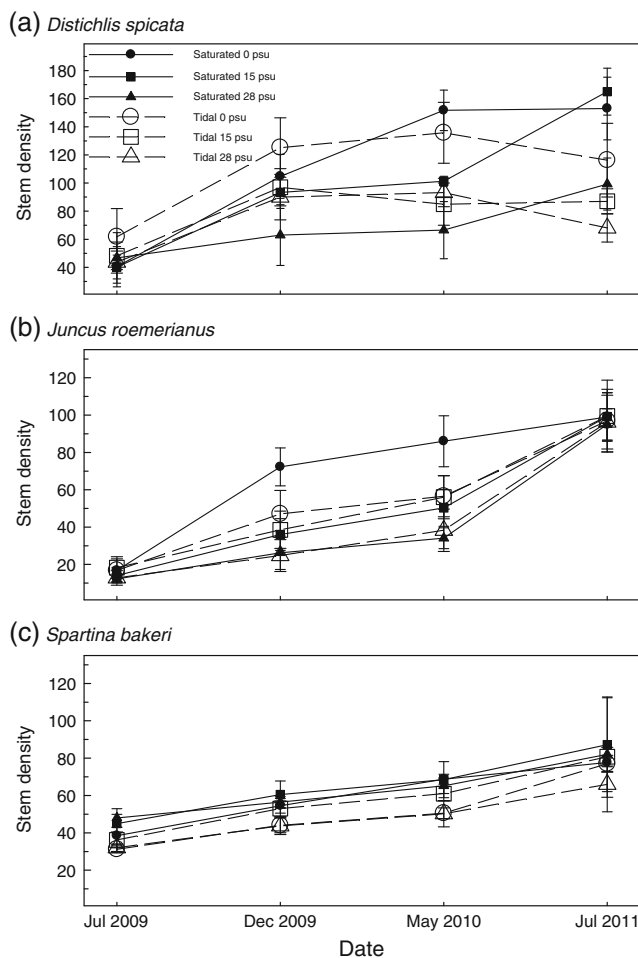 (a) Distichlis spicata
Saturated 0 psu
Saturated 15 psu
Saturated 28 psu
Tidal 0 psu
Tidal 15 psu
Tidal 28 psu
Stem density
180
160
140
120
100
80
60
40
(b) Juncus roemerianus
Stem density
120
100
80
60
40
20
(c) Spartina bakeri
Stem density
120
100
80
60
40
20
Jul 2009 Dec 2009 May 2010 Jul 2011
Date